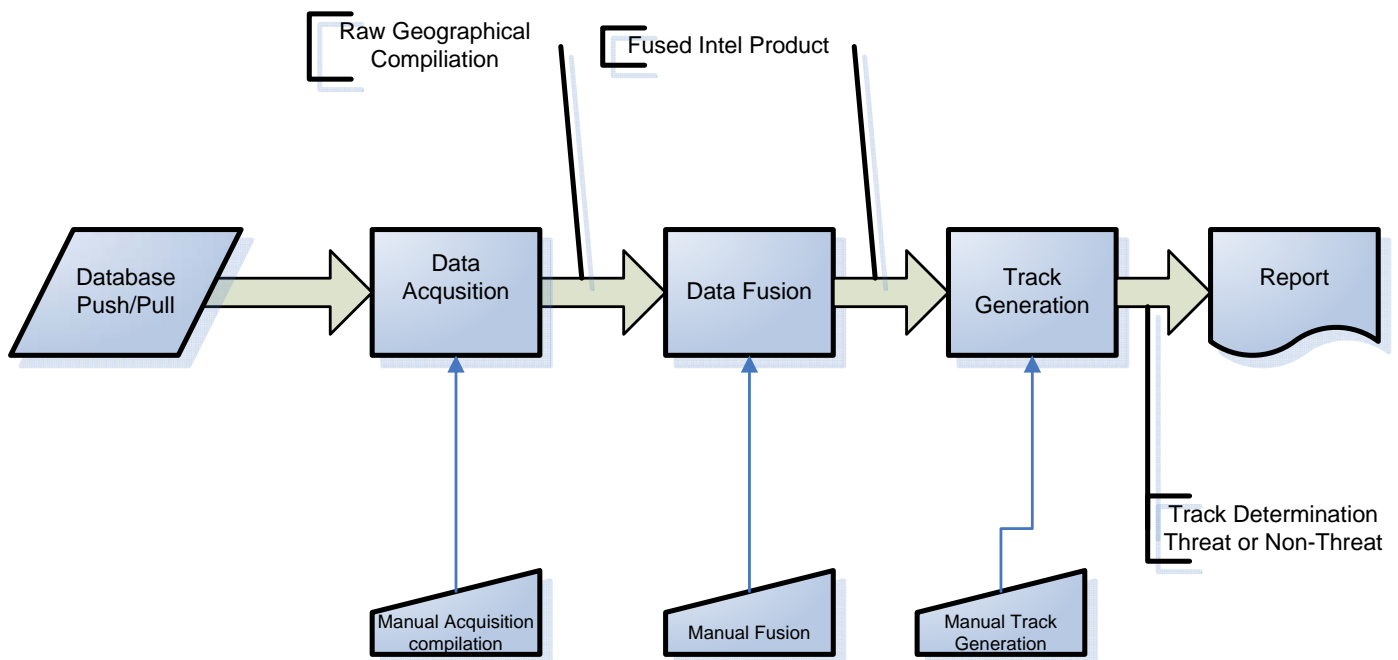 Raw Geographical
Compiliation
Fused Intel Product
Database
Push/Pull
Data
Acqusition
Data Fusion
Track
Generation
Report
Track Determination
Threat or Non-Threat
Manual Acquisition
compilation
Manual Fusion
Manual Track
Generation